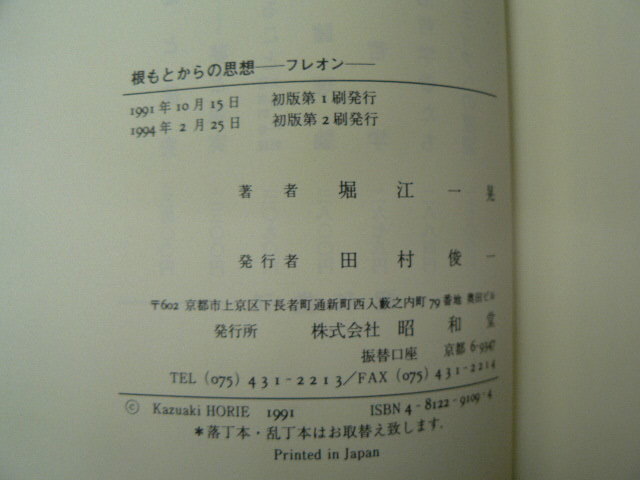 根もとからの思想——フレオン——
1991年10月15日 初版第1刷発行
1994年2月25日 初版第2刷発行
著者 堀江一晃
発行者 田村俊一
〒602 京都市上京区下長者町通新町西入藪之内町79番地 奥田ビル
発行所 株式会社 昭和堂
振替口座 京都 6-9347
TEL (075) 431-2213/FAX (075) 431-2214
© Kazuaki HORIE 1991 ISBN 4-8122-9109-4
＊落丁本・乱丁本はお取替え致します.
Printed in Japan